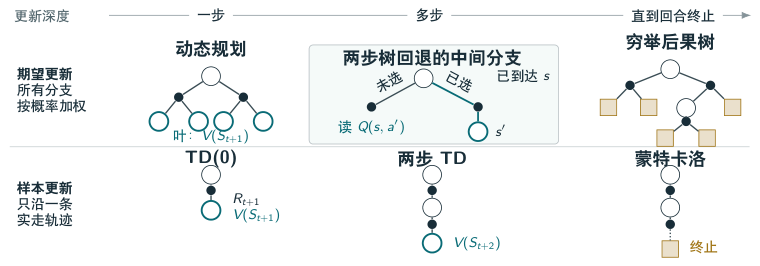 更新深度
一步
多步
直到回合终止
动态规划
两步树回退的中间分支
穷举后果树
期望更新
所有分支
按概率加权
未选
已选
已到达 s
叶：V(S_{t+1})
读 Q(s, a′)
s′
TD(0)
两步 TD
蒙特卡洛
样本更新
只沿一条
实走轨迹
R_{t+1}
V(S_{t+1})
V(S_{t+2})
终止